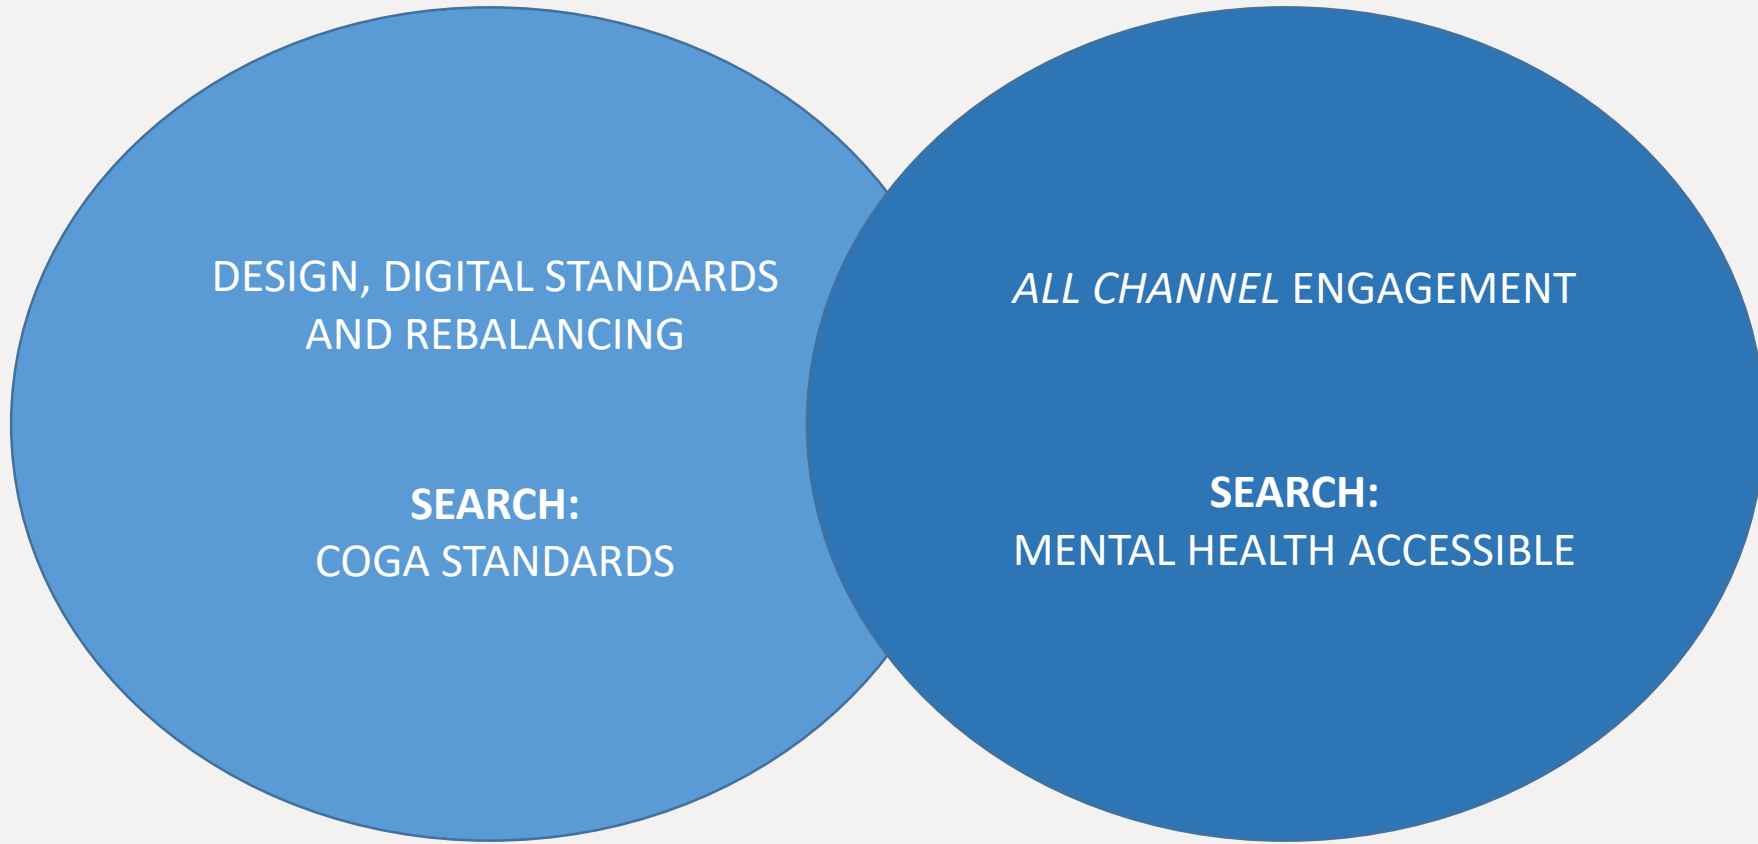 DESIGN, DIGITAL STANDARDS
AND REBALANCING
SEARCH:
COGA STANDARDS
ALL CHANNEL ENGAGEMENT
SEARCH:
MENTAL HEALTH ACCESSIBLE